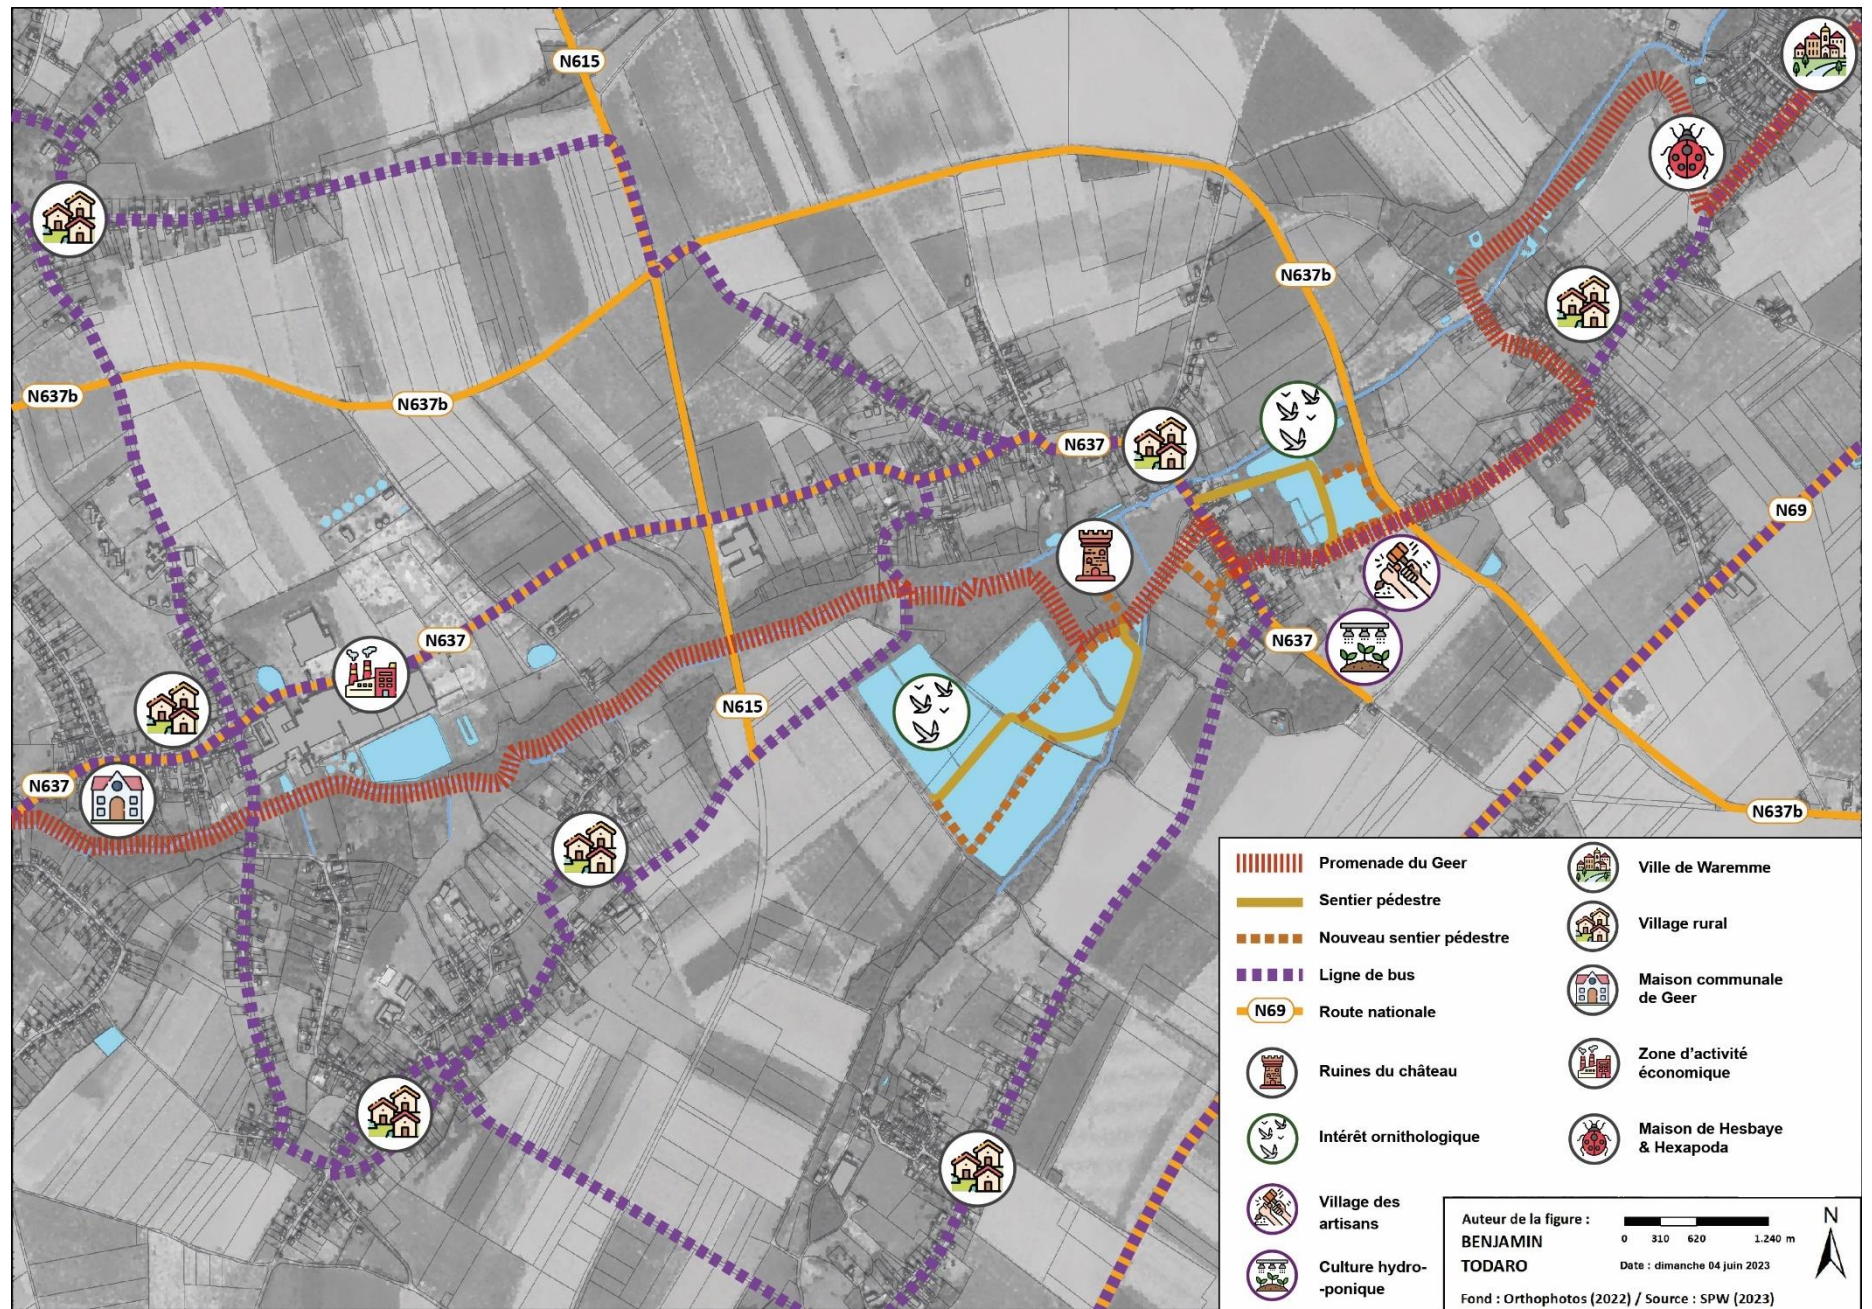 N615
N637b
N637b
N637b
N637
N69
N637
N637
N615
N637
N637b
Promenade du Geer
Sentier pédestre
Nouveau sentier pédestre
Ligne de bus
N69
Route nationale
Ruines du château
Intérêt ornithologique
Village des
artisans
Culture hydro-
-ponique
Ville de Waremme
Village rural
Maison communale
de Geer
Zone d'activité
économique
Maison de Hesbaye
& Hexapoda
Auteur de la figure :
BENJAMIN
TODARO
0 310 620 1.240 m
Date : dimanche 04 juin 2023
N
Fond : Orthophotos (2022) / Source : SPW (2023)